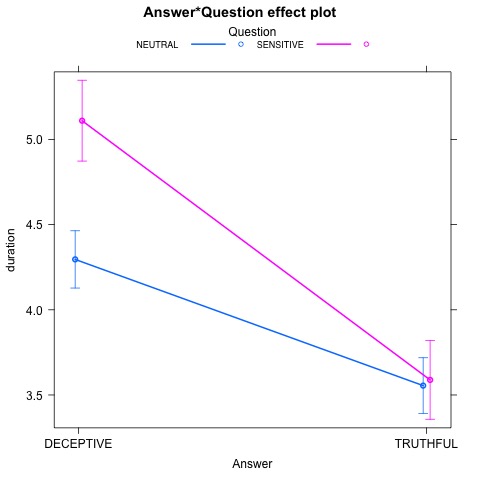 Answer*Question effect plot
Question
NEUTRAL SENSITIVE
5.0
4.5
4.0
3.5
duration
DECEPTIVE TRUTHFUL
Answer